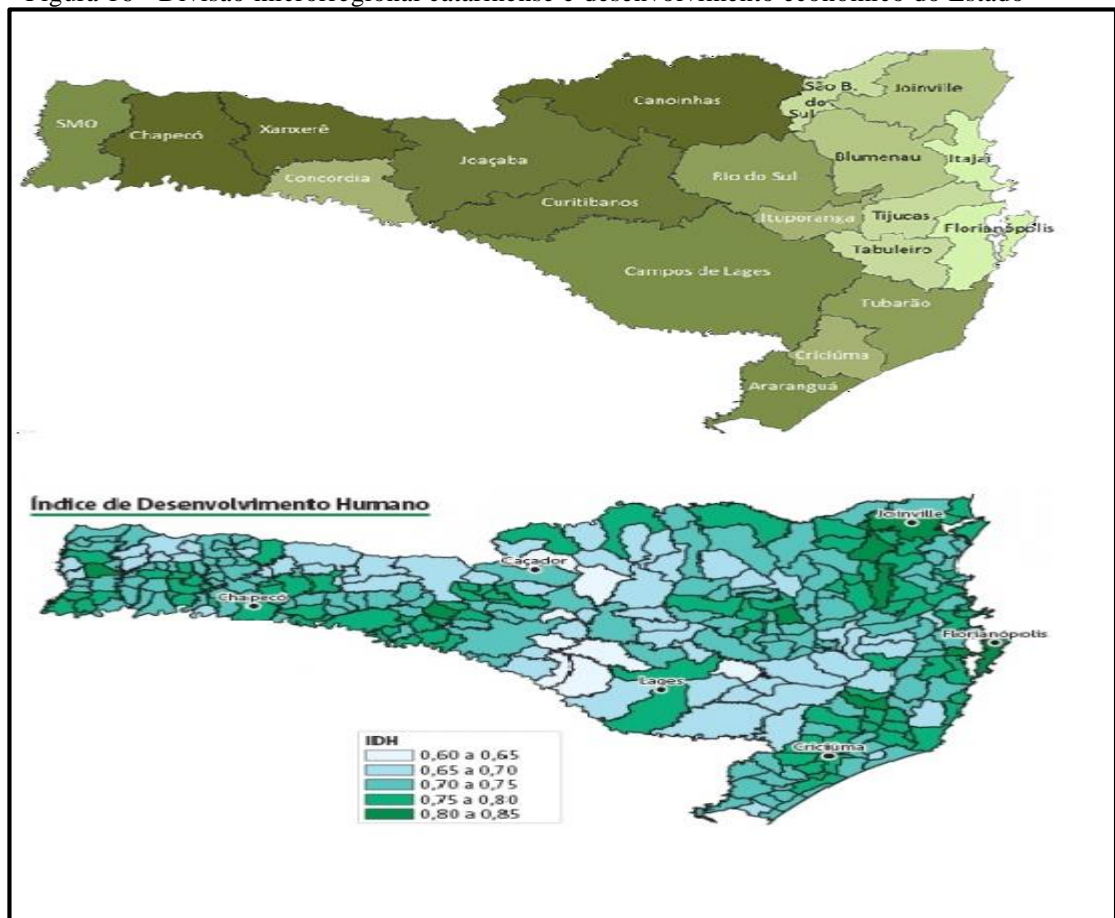 Figura 16 - Divisão microrregional catarinense e desenvolvimento econômico do Estado
São B.
do
Sul
Joinville
Canoinhas
SMO
Chapecó
Xanxerê
Joaçaba
Blumenau
Itajaí
Concórdia
Rio do Sul
Curitibanos
Ituporanga
Tijucas
Florianópolis
Tabuleiro
Campos de Lages
Tubarão
Criciúma
Araranguá
Índice de Desenvolvimento Humano
Joinville
Caçador
Chapecó
Florianópolis
Lages
Criciúma
IDH
0,60 a 0,65
0,65 a 0,70
0,70 a 0,75
0,75 a 0,80
0,80 a 0,85